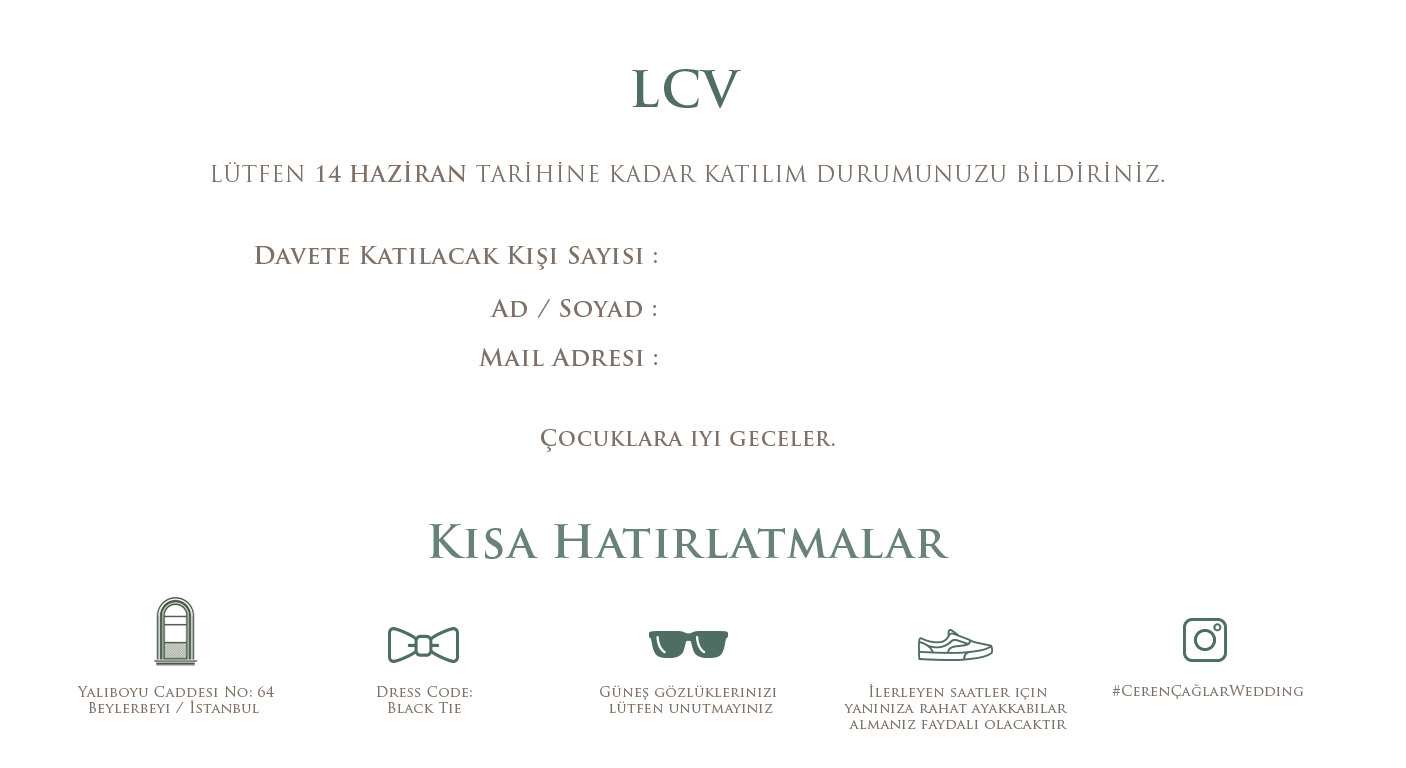 LCV
LÜTFEN 14 HAZİRAN TARİHİNE KADAR KATILIM DURUMUNUZU BİLDİRİNİZ.
Davete Katılacak Kişi Sayısı :
Ad / Soyad :
Mail Adresi :
Çocuklara iyi geceler.
Kısa Hatırlatmalar
Yalıboyu Caddesi No: 64
Beylerbeyi / İstanbul
Dress Code:
Black Tie
Güneş gözlüklerinizi
lütfen unutmayınız
İlerleyen saatler için
yanınıza rahat ayakkabılar
almanız faydalı olacaktır
#CerenÇağlarWedding